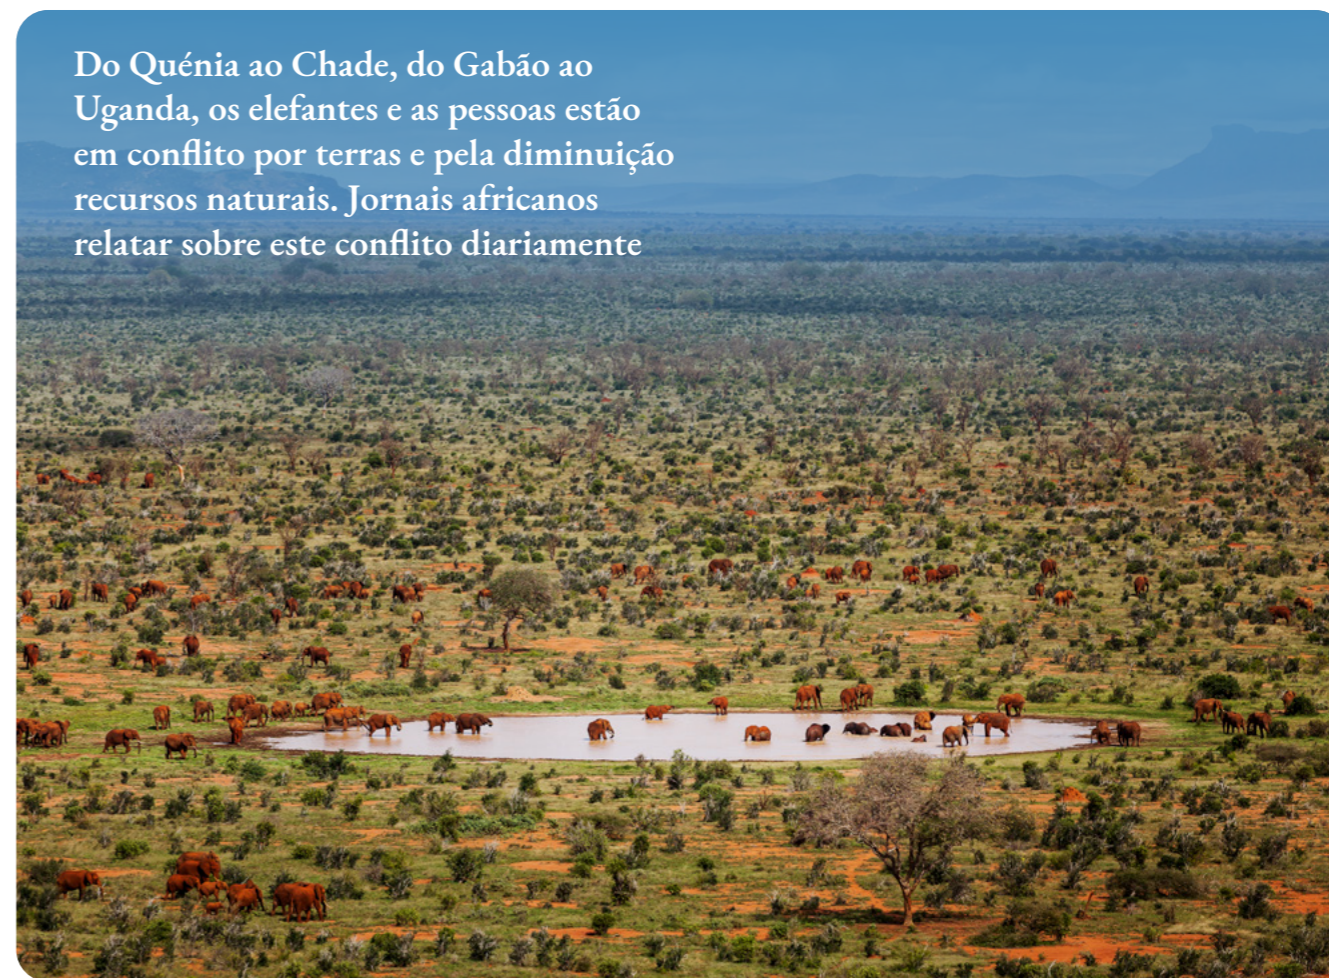 Do Quénia ao Chade, do Gabão ao
Uganda, os elefantes e as pessoas estão
em conflito por terras e pela diminuição
recursos naturais. Jornais africanos
relatar sobre este conflito diariamente